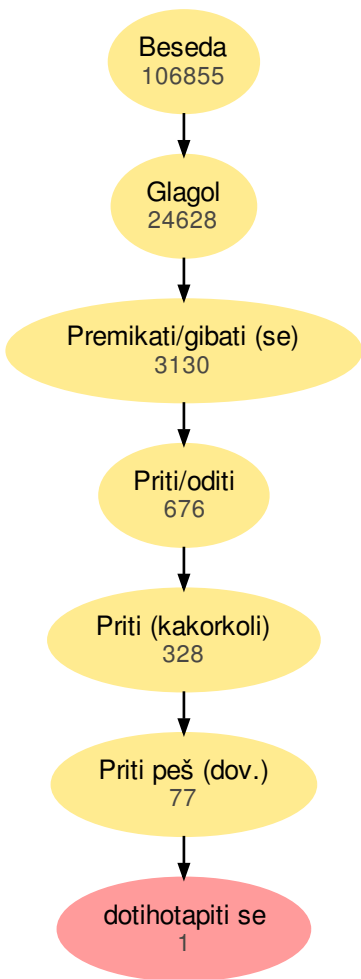 Beseda
106855
Glagol
24628
Premikati/gibati (se)
3130
Priti/oditi
676
Priti (kakorkoli)
328
Priti peš (dov.)
77
dotihotapiti se
1